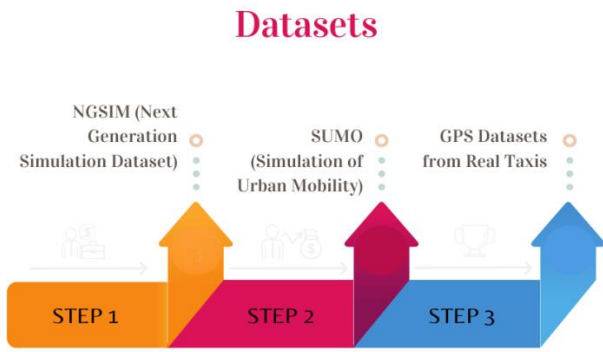 Datasets
NGSIM (Next
Generation
Simulation Dataset)
SUMO
(Simulation of
Urban Mobility)
GPS Datasets
from Real Taxis
STEP 1
STEP 2
STEP 3